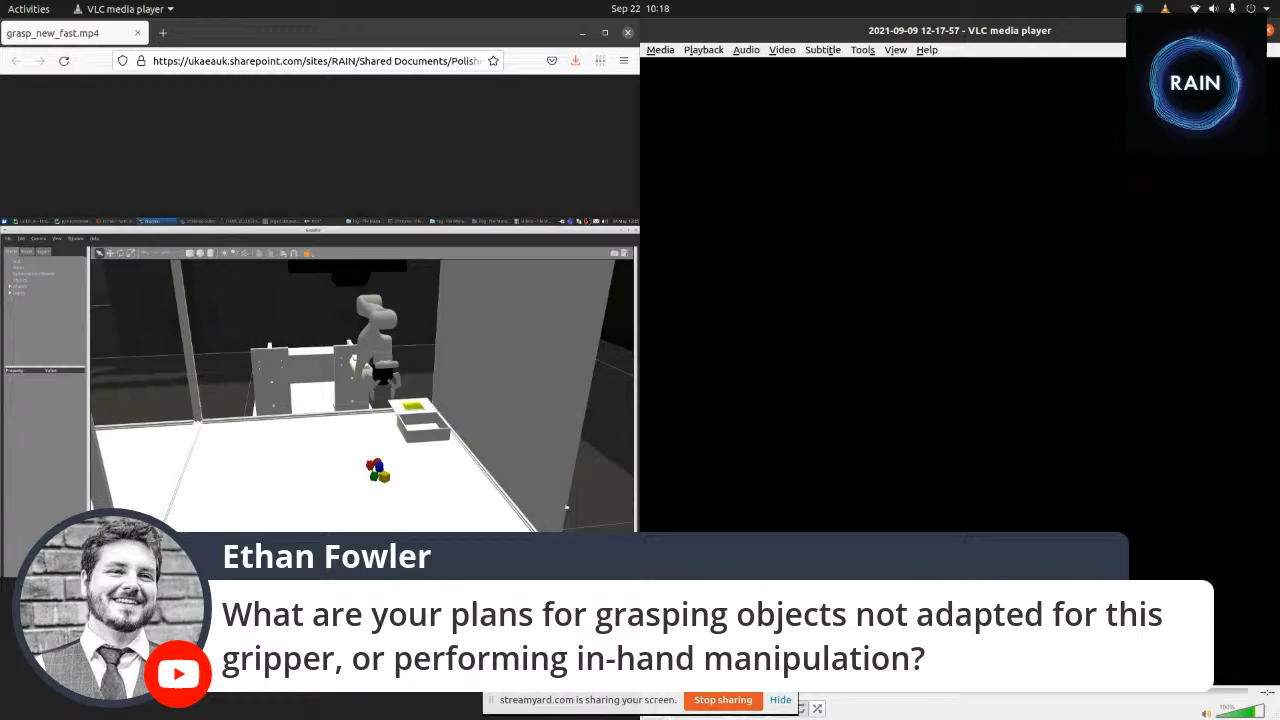 Activities
VLC media player
Sep 22 10:18
grasp_new_fast.mp4
2021-09-09 12-17-57 - VLC media player
https://ukaeauk.sharepoint.com/sites/RAIN/Shared Documents/Polish
Media Playback Audio Video Subtitle Tools View Help
RAIN
Property Value
Ethan Fowler
What are your plans for grasping objects not adapted for this
gripper, or performing in-hand manipulation?
streamyard.com is sharing your screen.
Stop sharing
Hide
100%